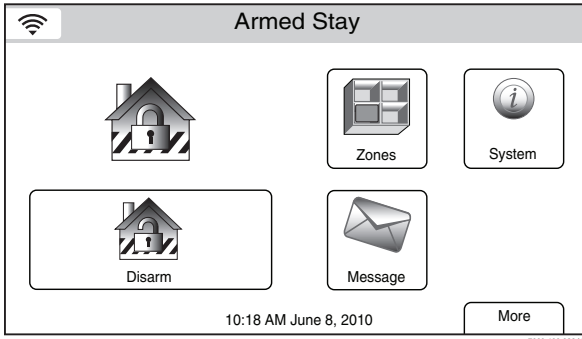 Armed Stay
Zones
System
Disarm
Message
10:18 AM June 8, 2010
More